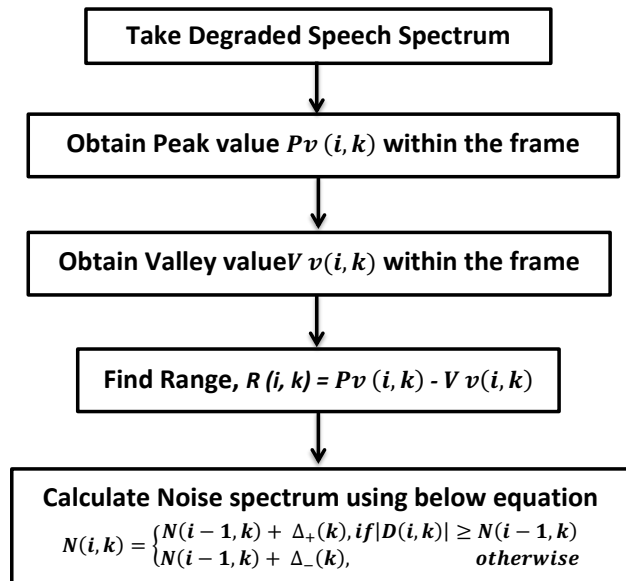 Take Degraded Speech Spectrum
Obtain Peak value Pv (i, k) within the frame
Obtain Valley valueV v(i, k) within the frame
Find Range, R (i, k) = Pv (i, k) - V v(i, k)
Calculate Noise spectrum using below equation
N(i, k) = {N(i − 1, k) + Δ₊(k), if|D(i, k)| ≥ N(i − 1, k)
N(i − 1, k) + Δ₋(k), otherwise